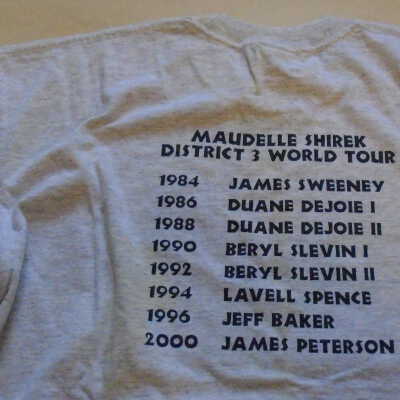 MAUDELLE SHIREK
DISTRICT 3 WORLD TOUR
1984 JAMES SWEENEY
1986 DUANE DEJOIE I
1988 DUANE DEJOIE II
1990 BERYL SLEVIN I
1992 BERYL SLEVIN II
1994 LAVELL SPENCE
1996 JEFF BAKER
2000 JAMES PETERSON